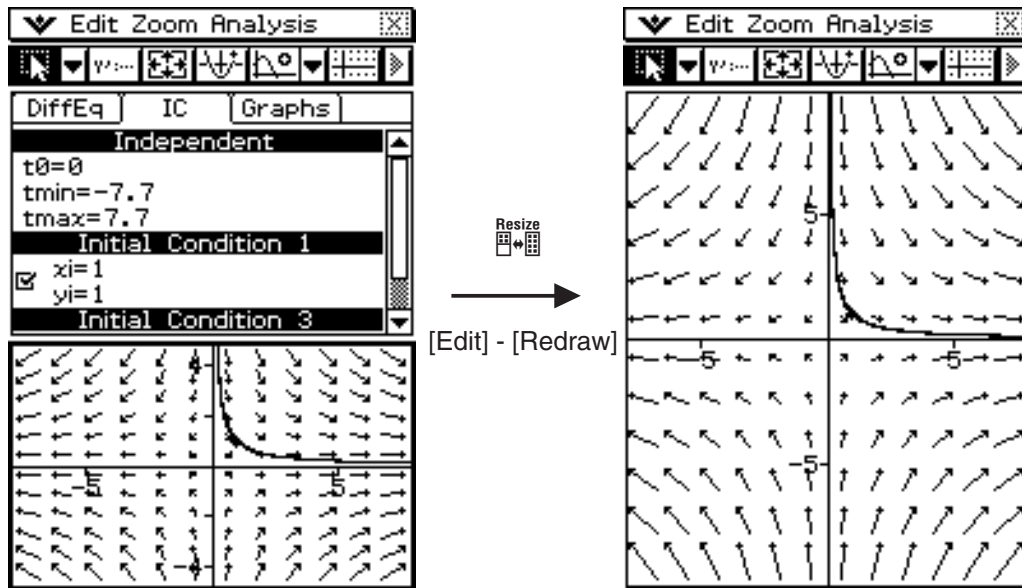 Edit Zoom Analysis
DiffEq IC Graphs
Independent
t0=0
tmin=-7.7
tmax=7.7
Initial Condition 1
xi=1
yi=1
Initial Condition 3
4
-5 5
-4
Resize
[Edit] - [Redraw]
Edit Zoom Analysis
5
-5 5
-5